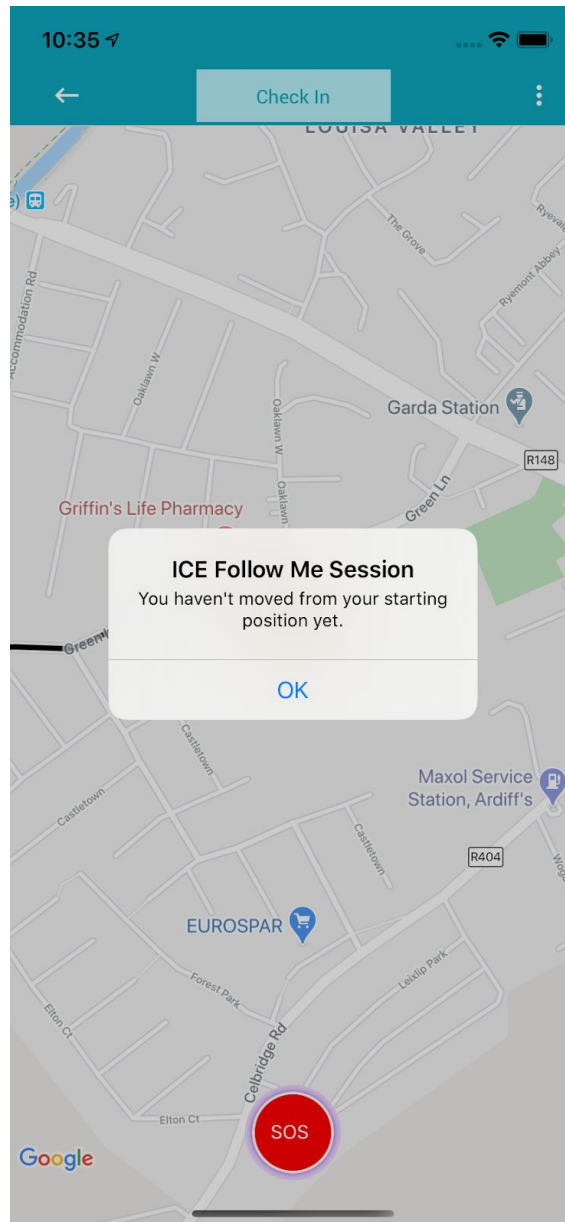 10:35
Check In
LOUISA VALLEY
The Grove
Ryemont Abbey
Accommodation Rd
Oaklawn W
Oaklawn W
Oaklawn
Garda Station
R148
Green Ln
Griffin's Life Pharmacy
ICE Follow Me Session
You haven't moved from your starting
position yet.
OK
Castletown
Castletown
Castletown
Maxol Service
Station, Ardiff's
R404
EUROSPAR
Forest Park
Leixlip Park
Elton Ct
Celbridge Rd
Elton Ct
SOS
Google